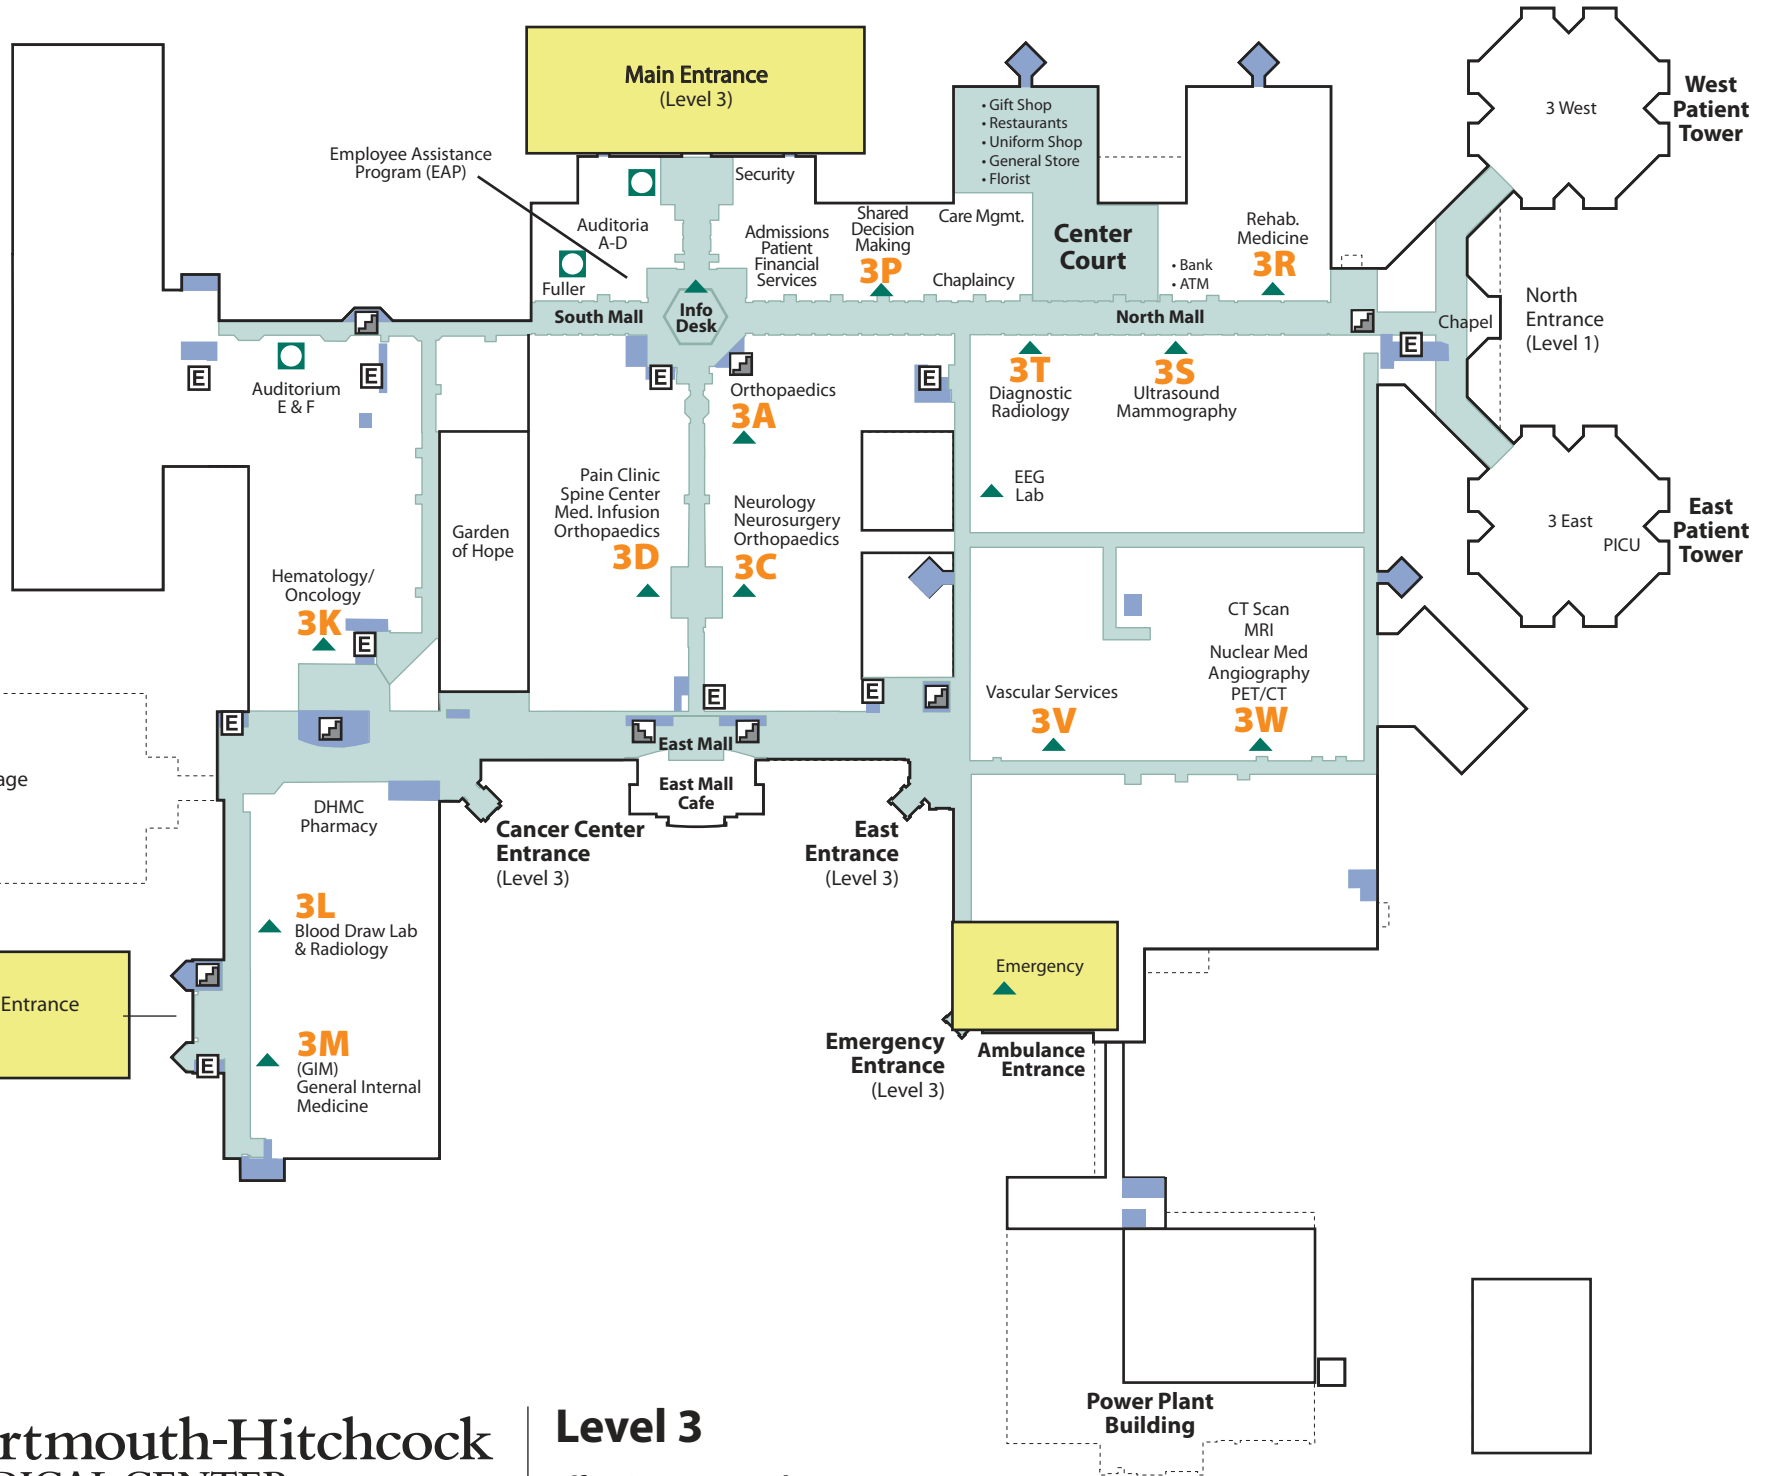 Main Entrance
(Level 3)
Employee Assistance
Program (EAP)
Security
Auditoria
A-D
Fuller
Admissions
Patient
Financial
Services
Shared
Decision
Making
3P
Care Mgmt.
Chaplaincy
• Gift Shop
• Restaurants
• Uniform Shop
• General Store
• Florist
Center
Court
• Bank
• ATM
Rehab.
Medicine
3R
3 West
West
Patient
Tower
South Mall
Info
Desk
North Mall
Chapel
North
Entrance
(Level 1)
E
E
E
E
E
Auditorium
E & F
Orthopaedics
3A
3T
Diagnostic
Radiology
3S
Ultrasound
Mammography
EEG
Lab
Pain Clinic
Spine Center
Med. Infusion
Orthopaedics
3D
Neurology
Neurosurgery
Orthopaedics
3C
Garden
of Hope
3 East
PICU
East
Patient
Tower
Hematology/
Oncology
3K
E
CT Scan
MRI
Nuclear Med
Angiography
PET/CT
3W
Vascular Services
3V
E
E
E
East Mall
East Mall
Cafe
age
DHMC
Pharmacy
Cancer Center
Entrance
(Level 3)
East
Entrance
(Level 3)
3L
Blood Draw Lab
& Radiology
Entrance
3M
(GIM)
General Internal
Medicine
E
Emergency
Emergency
Entrance
(Level 3)
Ambulance
Entrance
Power Plant
Building
rtmouth-Hitchcock
DICAL CENTER
Level 3